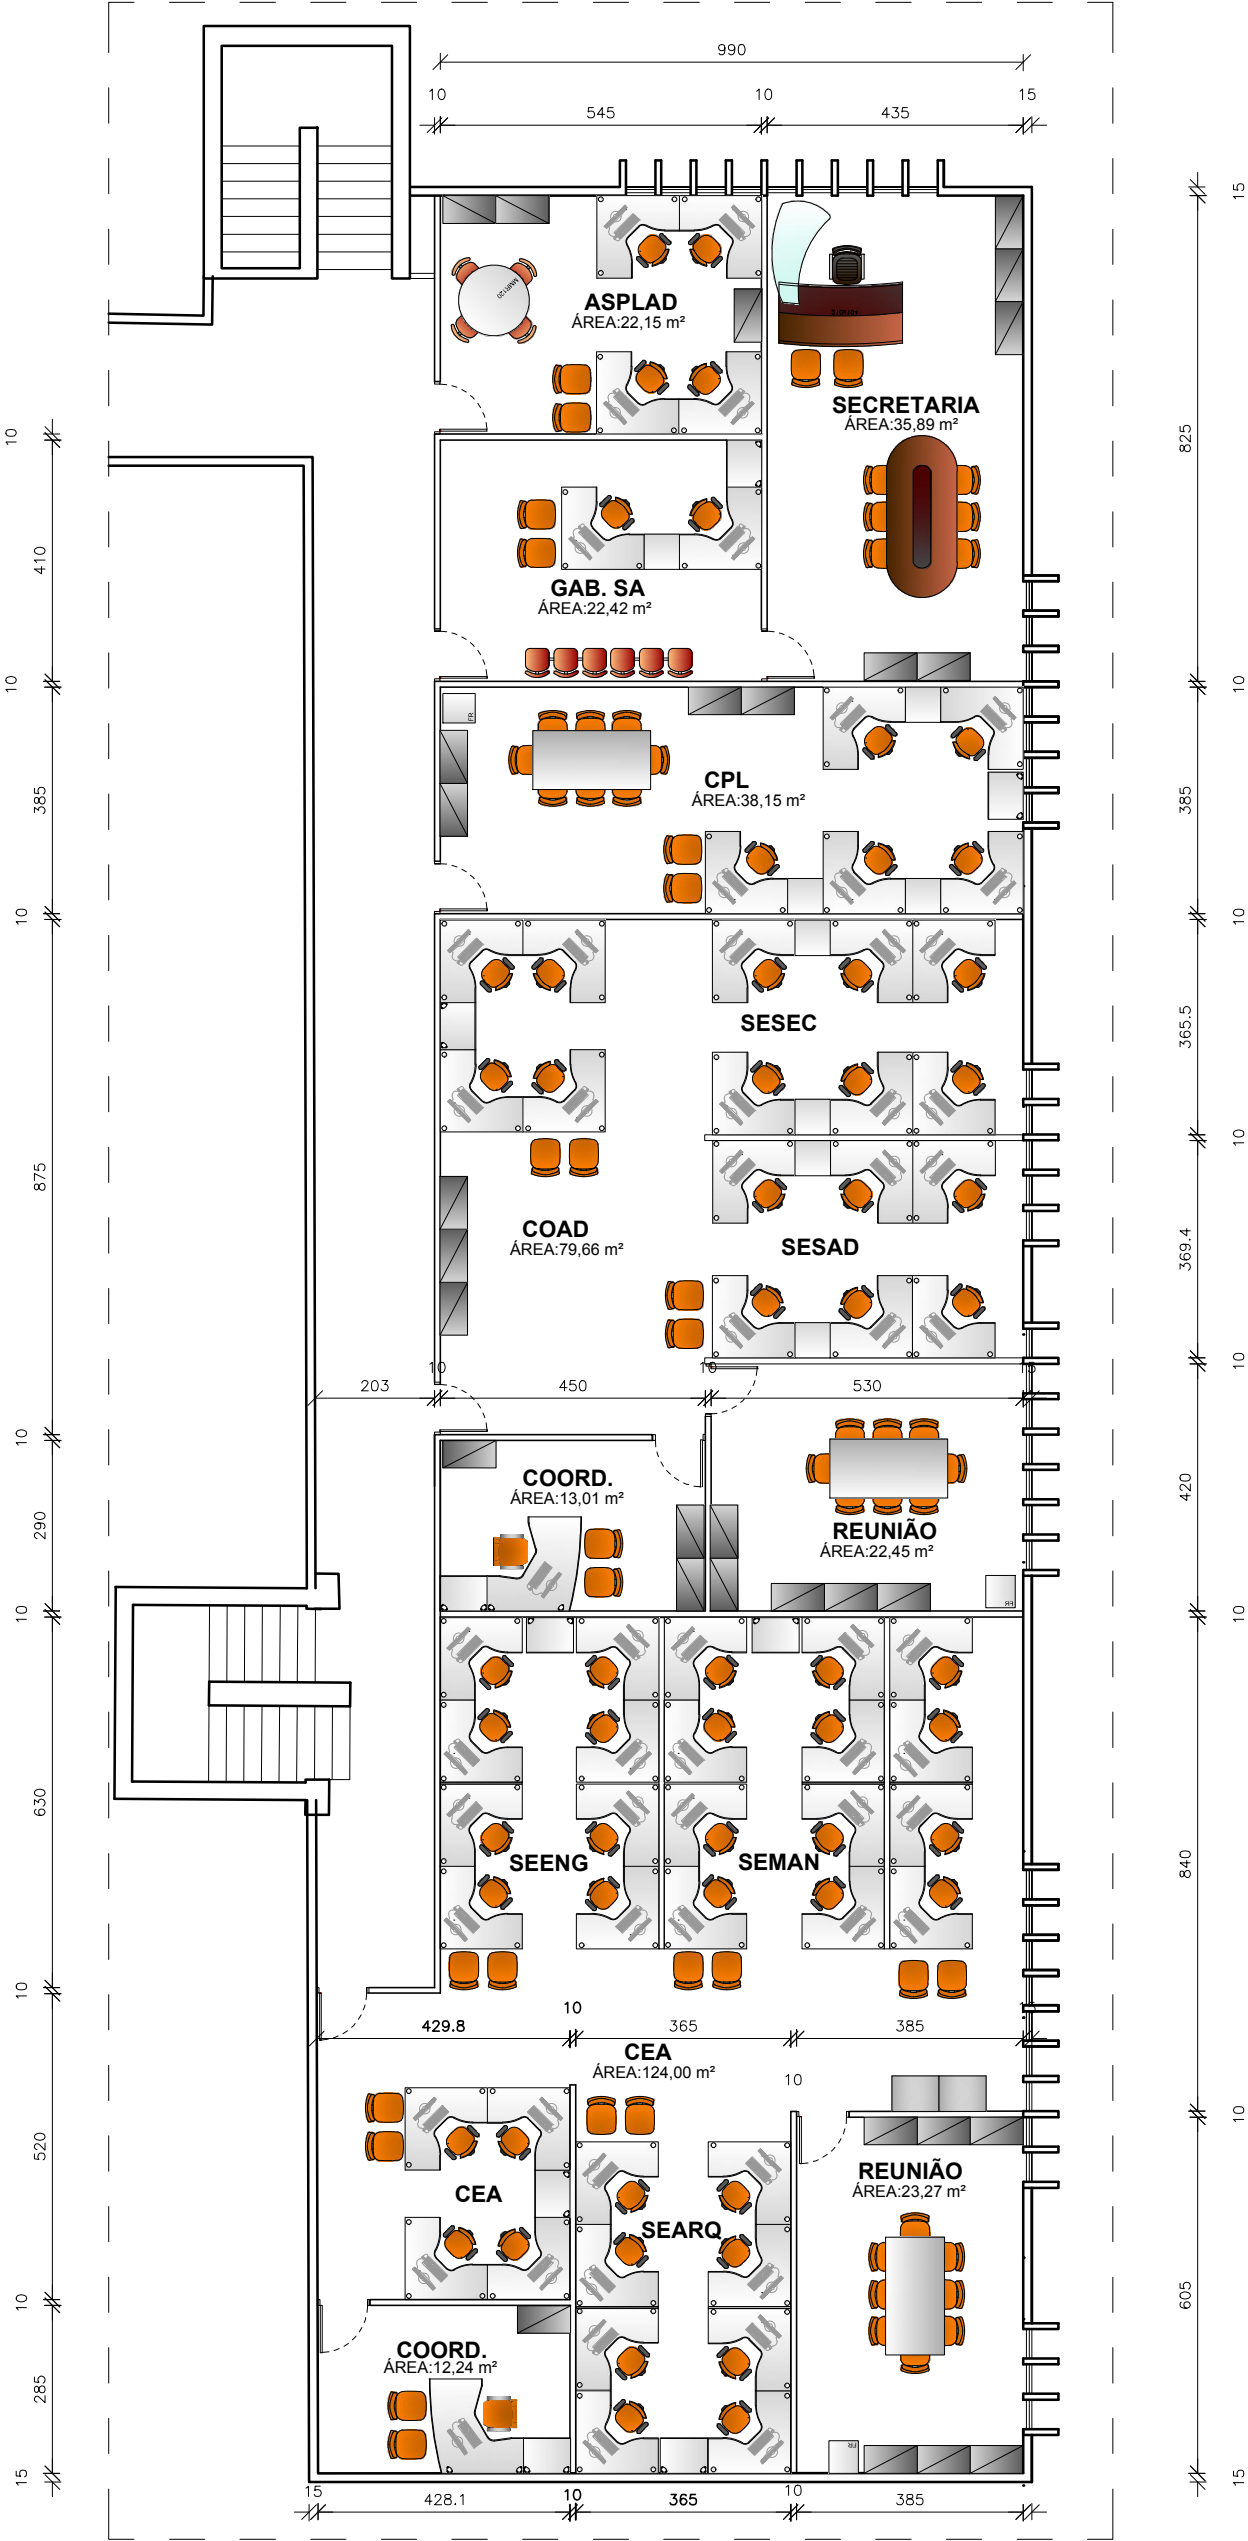 990
10
545
10
435
15
15
ASPLAD
ÁREA:22,15 m²
MMR120
SECRETARIA
ÁREA:35,89 m²
10
825
410
GAB. SA
ÁREA:22,42 m²
10
10
FR
385
CPL
ÁREA:38,15 m²
385
10
10
SESEC
365.5
10
875
COAD
ÁREA:79,66 m²
SESAD
369.4
10
10
10
15
203
450
530
10
COORD.
ÁREA:13,01 m²
420
290
REUNIÃO
ÁREA:22,45 m²
FR
10
10
630
SEENG
SEMAN
840
10
10
429.8
365
385
CEA
ÁREA:124,00 m²
10
10
520
REUNIÃO
ÁREA:23,27 m²
CEA
SEARQ
10
605
COORD.
ÁREA:12,24 m²
285
FR
15
15
15
10
10
428.1
365
385